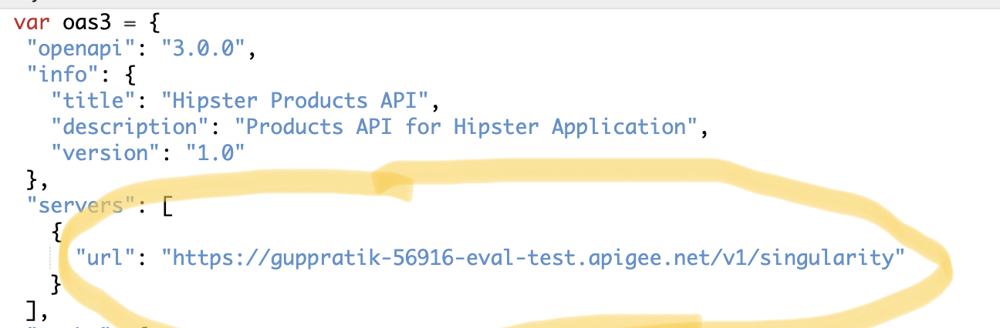 var oas3 = {
"openapi": "3.0.0",
"info": {
"title": "Hipster Products API",
"description": "Products API for Hipster Application",
"version": "1.0"
},
"servers": [
{
"url": "https://guppratik-56916-eval-test.apigee.net/v1/singularity"
}
],